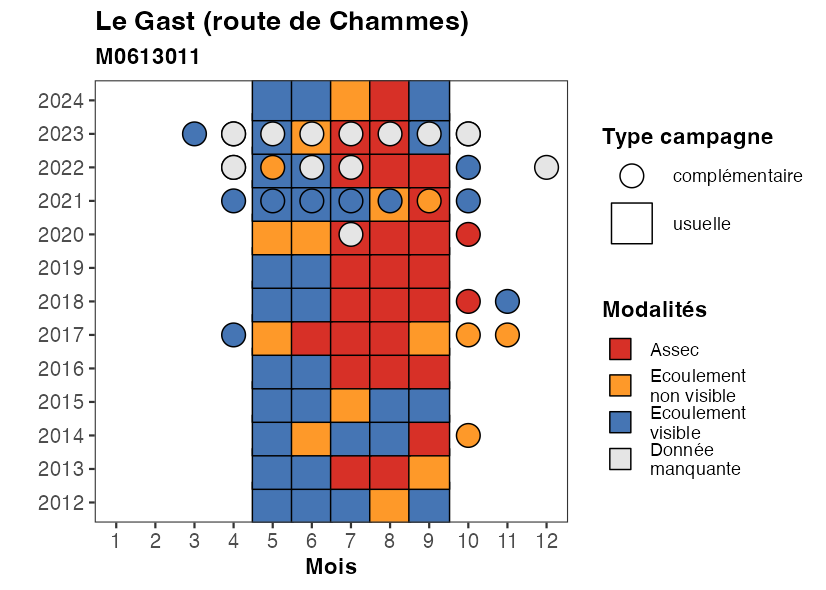 Le Gast (route de Chammes)
M0613011
2024
2023
2022
2021
2020
2019
2018
2017
2016
2015
2014
2013
2012
1 2 3 4 5 6 7 8 9 10 11 12
Mois
Type campagne
complémentaire
usuelle
Modalités
Assec
Ecoulement
non visible
Ecoulement
visible
Donnée
manquante